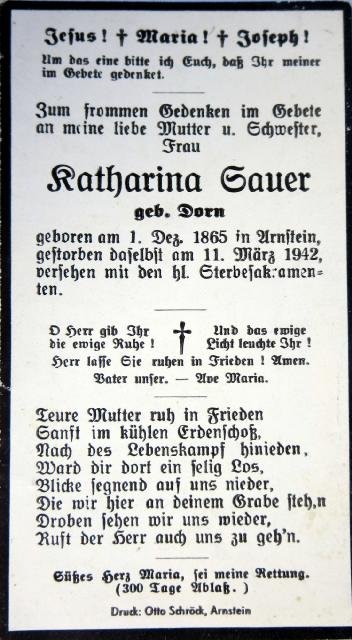 Jesus! † Maria! † Joseph!
Um das eine bitte ich Euch, daß Ihr meiner
im Gebete gedenket.
Zum frommen Gedenken im Gebete
an meine liebe Mutter u. Schwester,
Frau
Katharina Sauer
geb. Dorn
geboren am 1. Dez. 1865 in Arnstein,
gestorben daselbst am 11. März 1942,
versehen mit den hl. Sterbesakramen=
ten.
O Herr gib Ihr
die ewige Ruhe!
†
Und das ewige
Licht leuchte Ihr!
Herr lasse Sie ruhen in Frieden! Amen.
Vater unser. — Ave Maria.
Teure Mutter ruh in Frieden
Sanft im kühlen Erdenschoß,
Nach des Lebenskampf hinieden,
Ward dir dort ein selig Los,
Blicke segnend auf uns nieder,
Die wir hier an deinem Grabe steh,n
Droben sehen wir uns wieder,
Ruft der Herr auch uns zu geh'n.
Süßes Herz Maria, sei meine Rettung.
(300 Tage Ablaß.)
Druck: Otto Schröck, Arnstein